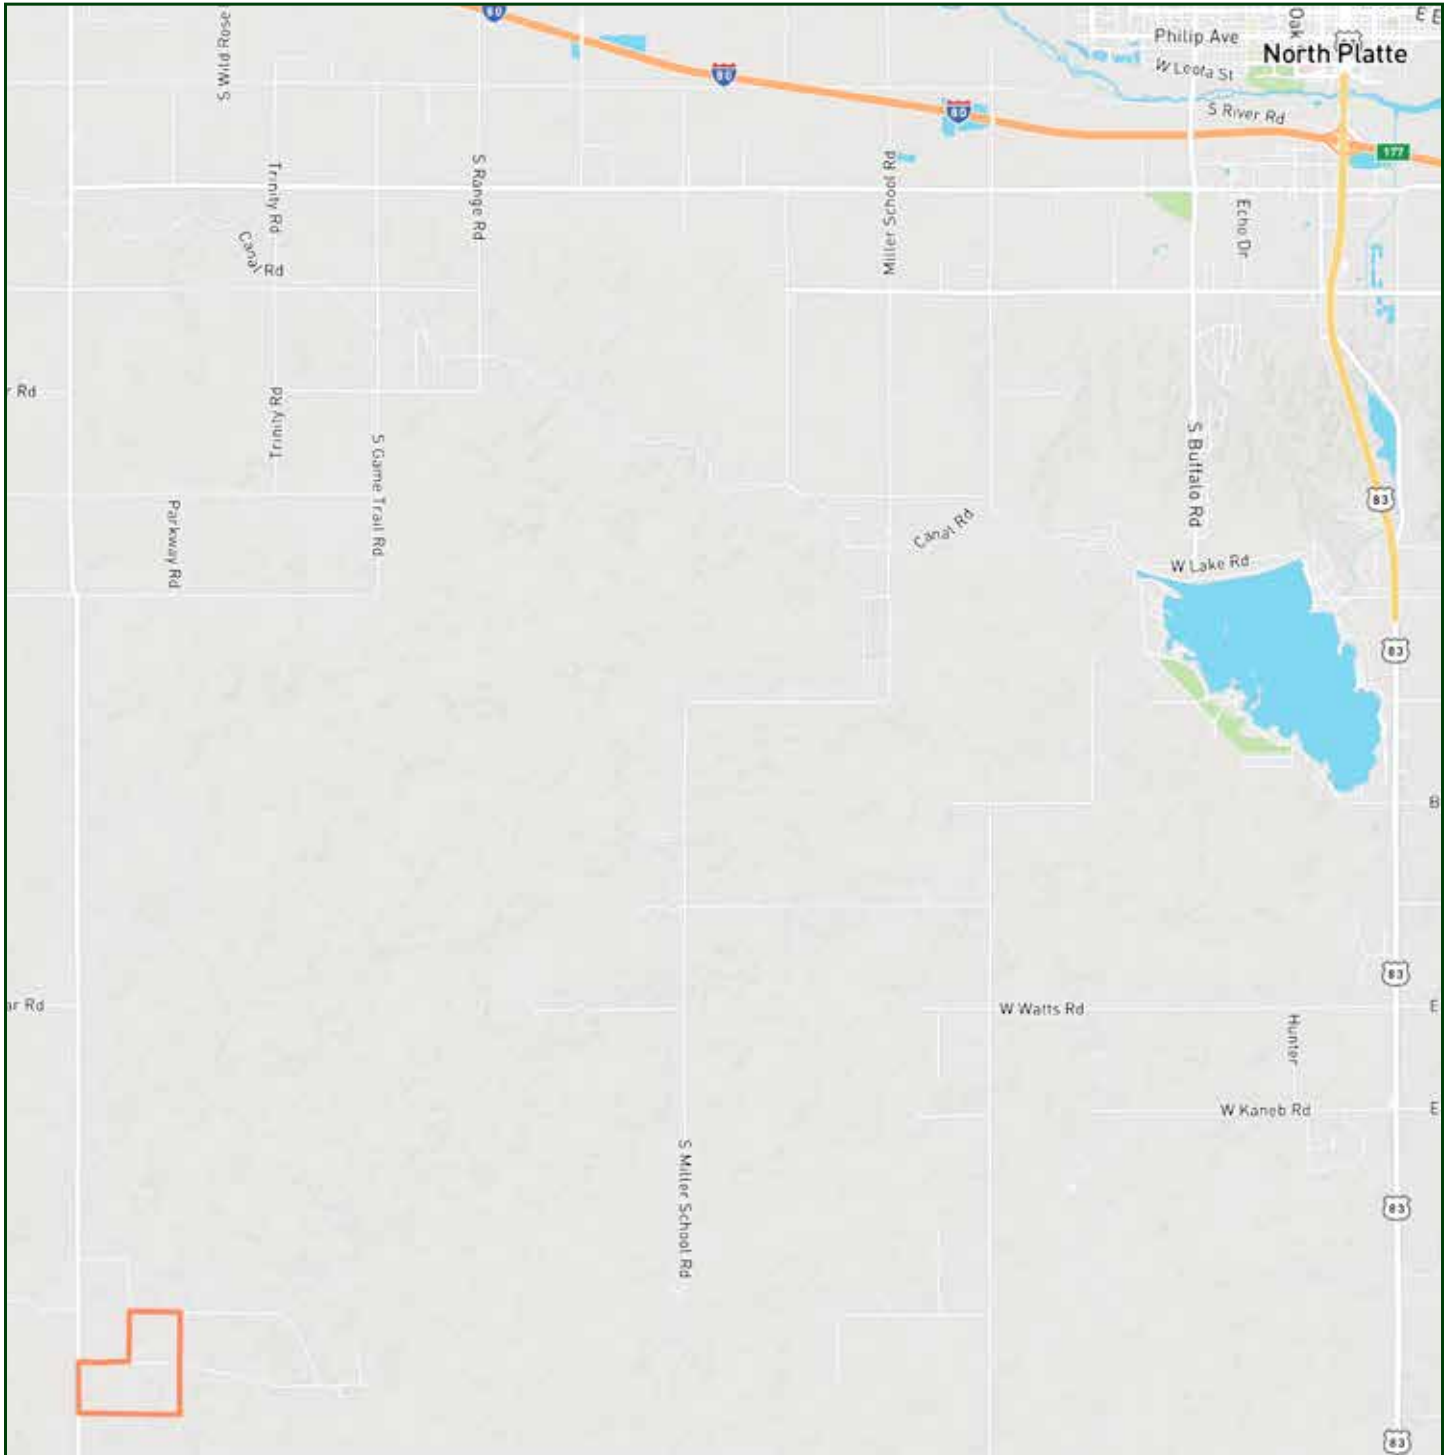 80
S Wild Rose
Oak
E E
Philip Ave
North Platte
W Leota St
80
80
S River Rd
177
Trinity Rd
S Range Rd
Miller School Rd
Echo Dr
Canal Rd
r Rd
Trinity Rd
S Game Trail Rd
S Buffalo Rd
83
Parkway Rd
Canal Rd
W Lake Rd
83
B
83
ar Rd
W Watts Rd
E
Hunter
W Kaneb Rd
E
S Miller School Rd
83
83